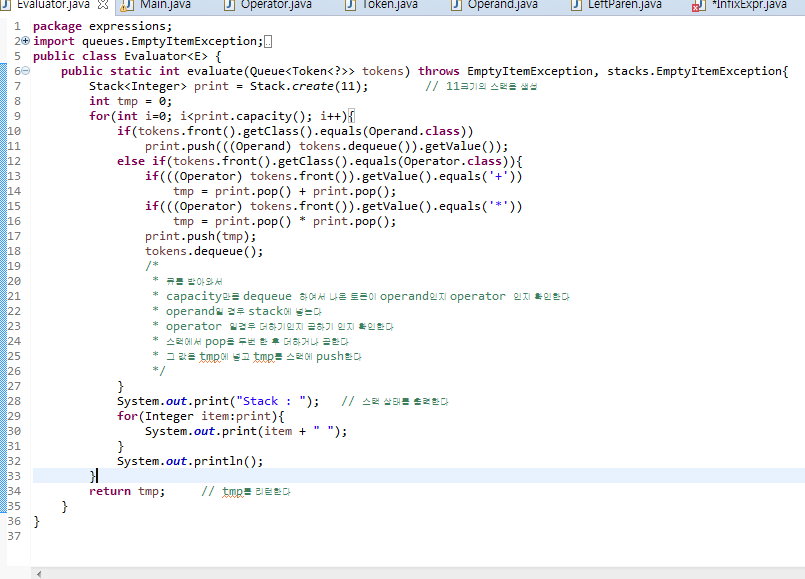 Evaluator.java Main.java Operator.java Token.java Operand.java LeftParen.java *InfixExpr.java
1 package expressions;
2 import queues.EmptyItemException;
5 public class Evaluator<E> {
6 public static int evaluate(Queue<Token<?>> tokens) throws EmptyItemException, stacks.EmptyItemException{
7 Stack<Integer> print = Stack.create(11); // 11크기의 스택을 생성
8 int tmp = 0;
9 for(int i=0; i<print.capacity(); i++){
10 if(tokens.front().getClass().equals(Operand.class))
11 print.push(((Operand) tokens.dequeue()).getValue());
12 else if(tokens.front().getClass().equals(Operator.class)){
13 if(((Operator) tokens.front()).getValue().equals('+'))
14 tmp = print.pop() + print.pop();
15 if(((Operator) tokens.front()).getValue().equals('*'))
16 tmp = print.pop() * print.pop();
17 print.push(tmp);
18 tokens.dequeue();
19 /*
20 * 큐를 받아와서
21 * capacity만큼 dequeue 하여서 나온 토큰이 operand인지 operator 인지 확인한다
22 * operand일 경우 stack에 넣는다
23 * operator 일경우 더하기인지 곱하기 인지 확인한다
24 * 스택에서 pop을 두번 한 후 더하거나 곱한다
25 * 그 값을 tmp에 넣고 tmp를 스택에 push한다
26 */
27 }
28 System.out.print("Stack : "); // 스택 상태를 출력한다
29 for(Integer item:print){
30 System.out.print(item + " ");
31 }
32 System.out.println();
33 }
34 return tmp; // tmp를 리턴한다
35 }
36 }
37